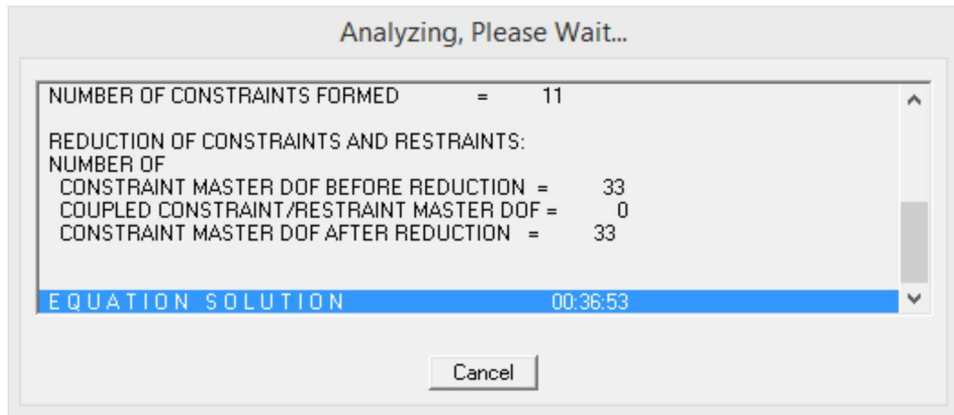 Analyzing, Please Wait...
NUMBER OF CONSTRAINTS FORMED = 11
REDUCTION OF CONSTRAINTS AND RESTRAINTS:
NUMBER OF
CONSTRAINT MASTER DOF BEFORE REDUCTION = 33
COUPLED CONSTRAINT/RESTRAINT MASTER DOF = 0
CONSTRAINT MASTER DOF AFTER REDUCTION = 33
E Q U A T I O N  S O L U T I O N 00:36:53
Cancel